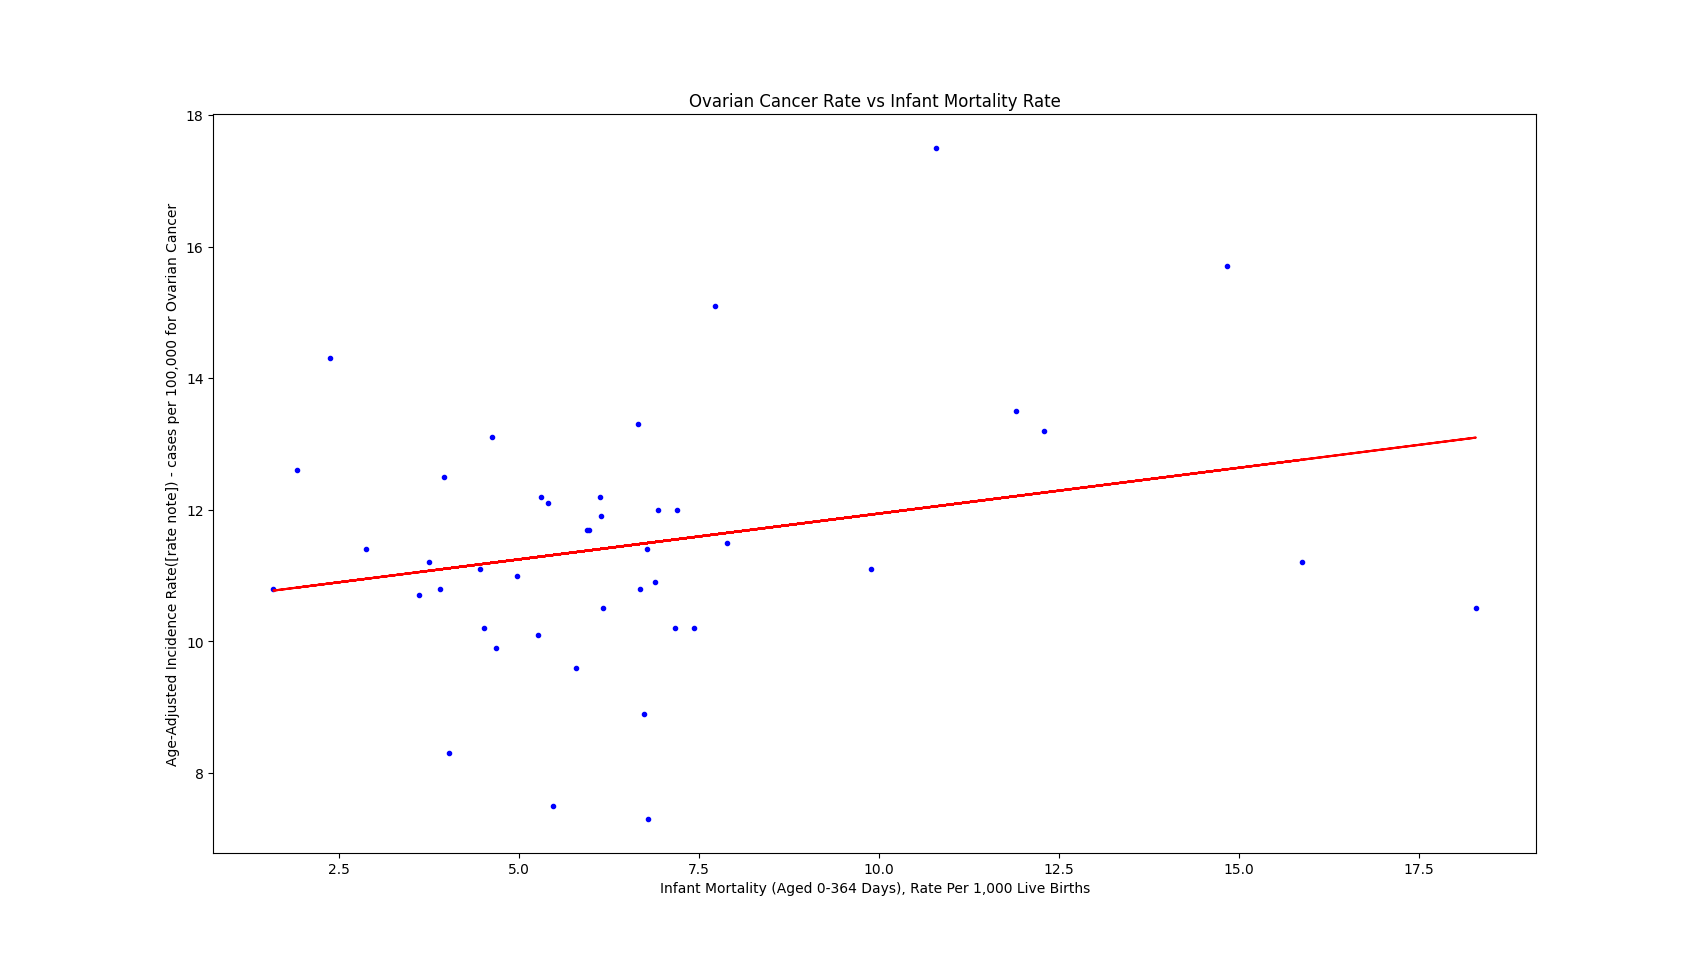 Ovarian Cancer Rate vs Infant Mortality Rate
Age-Adjusted Incidence Rate([rate note]) - cases per 100,000 for Ovarian Cancer
18
16
14
12
10
8
2.5 5.0 7.5 10.0 12.5 15.0 17.5
Infant Mortality (Aged 0-364 Days), Rate Per 1,000 Live Births